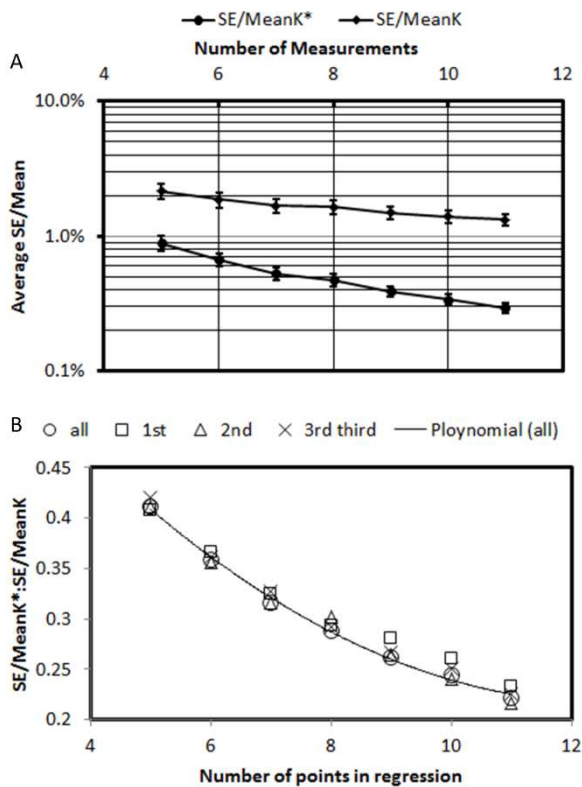 SE/MeanK* SE/MeanK
Number of Measurements
A
4 6 8 10 12
10.0%
1.0%
0.1%
Average SE/Mean
B
all 1st 2nd 3rd third Ploynomial (all)
0.45
0.4
0.35
0.3
0.25
0.2
SE/MeanK*:SE/MeanK
4 6 8 10 12
Number of points in regression